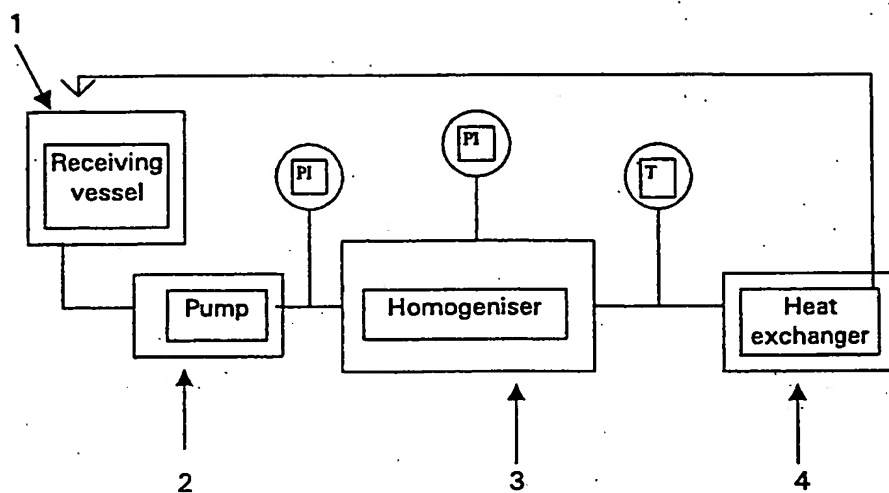 1
Receiving
vessel
PI
PI
T
Pump
Homogeniser
Heat
exchanger
2
3
4